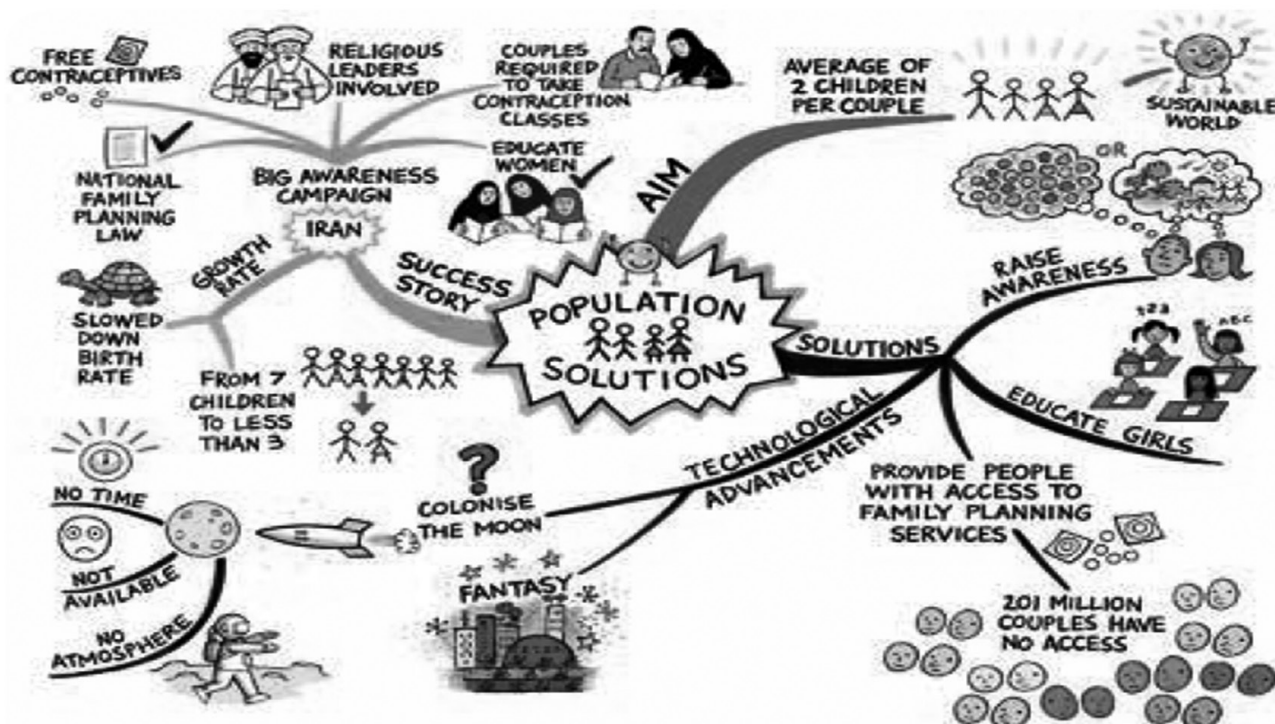 FREE
CONTRACEPTIVES
RELIGIOUS
LEADERS
INVOLVED
COUPLES
REQUIRED
TO TAKE
CONTRACEPTION
CLASSES
NATIONAL
FAMILY
PLANNING
LAW
BIG AWARENESS
CAMPAIGN
EDUCATE
WOMEN
IRAN
GROWTH
RATE
SLOWED
DOWN
BIRTH
RATE
FROM 7
CHILDREN
TO LESS
THAN 3
SUCCESS
STORY
POPULATION
SOLUTIONS
AIM
AVERAGE OF
2 CHILDREN
PER COUPLE
SUSTAINABLE
WORLD
OR
SOLUTIONS
RAISE
AWARENESS
123
ABC
EDUCATE GIRLS
PROVIDE PEOPLE
WITH ACCESS TO
FAMILY PLANNING
SERVICES
201 MILLION
COUPLES HAVE
NO ACCESS
TECHNOLOGICAL
ADVANCEMENTS
?
COLONISE
THE MOON
FANTASY
NO TIME
NOT
AVAILABLE
NO
ATMOSPHERE